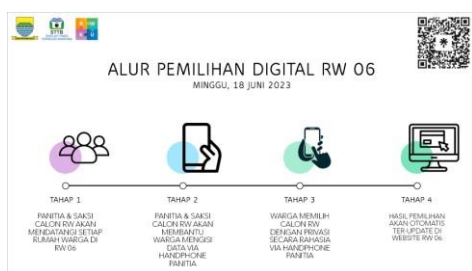 STTB
ALUR PEMILIHAN DIGITAL RW 06
MINGGU, 18 JUNI 2023
TAHAP 1
PANITIA & SAKSI
CALON RW AKAN
MENDATANGI SETIAP
RUMAH WARGA DI
RW 06
TAHAP 2
PANITIA & SAKSI
CALON RW AKAN
MEMBANTU
WARGA MENGISI
DATA VIA
HANDPHONE
PANITIA
TAHAP 3
WARGA MEMILIH
CALON RW
DENGAN PRIVASI
SECARA RAHASIA
VIA HANDPHONE
PANITIA
TAHAP 4
HASIL PEMILIHAN
AKAN OTOMATIS
TER-UPDATE DI
WEBSITE RW 06